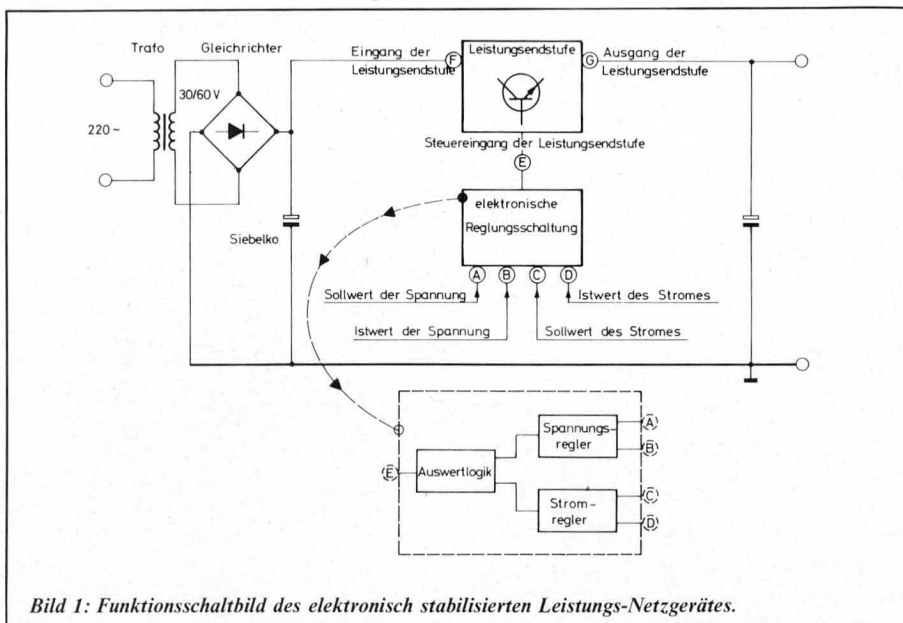 Trafo
Gleichrichter
220 ~
30/60 V
Siebelko
Eingang der
Leistungsendstufe
F
Leistungsendstufe
G
Ausgang der
Leistungsendstufe
Steuereingang der Leistungsendstufe
E
elektronische
Reglungsschaltung
A
B
C
D
Sollwert der Spannung
Istwert des Stromes
Istwert der Spannung
Sollwert des Stromes
E
Auswertlogik
Spannungs-
regler
A
B
Strom-
regler
C
D
Bild 1: Funktionsschaltbild des elektronisch stabilisierten Leistungs-Netzgerätes.